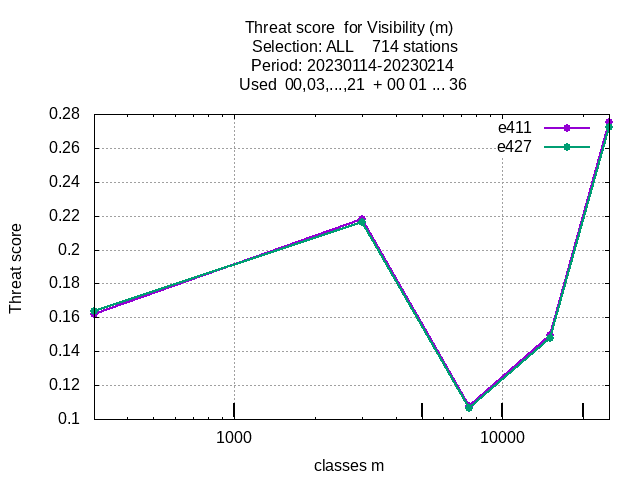 Threat score  for Visibility (m)
Selection: ALL    714 stations
Period: 20230114-20230214
Used  00,03,...,21  + 00 01 ... 36
0.28
0.26
0.24
0.22
0.2
0.18
0.16
0.14
0.12
0.1
Threat score
e411
e427
1000
10000
classes m